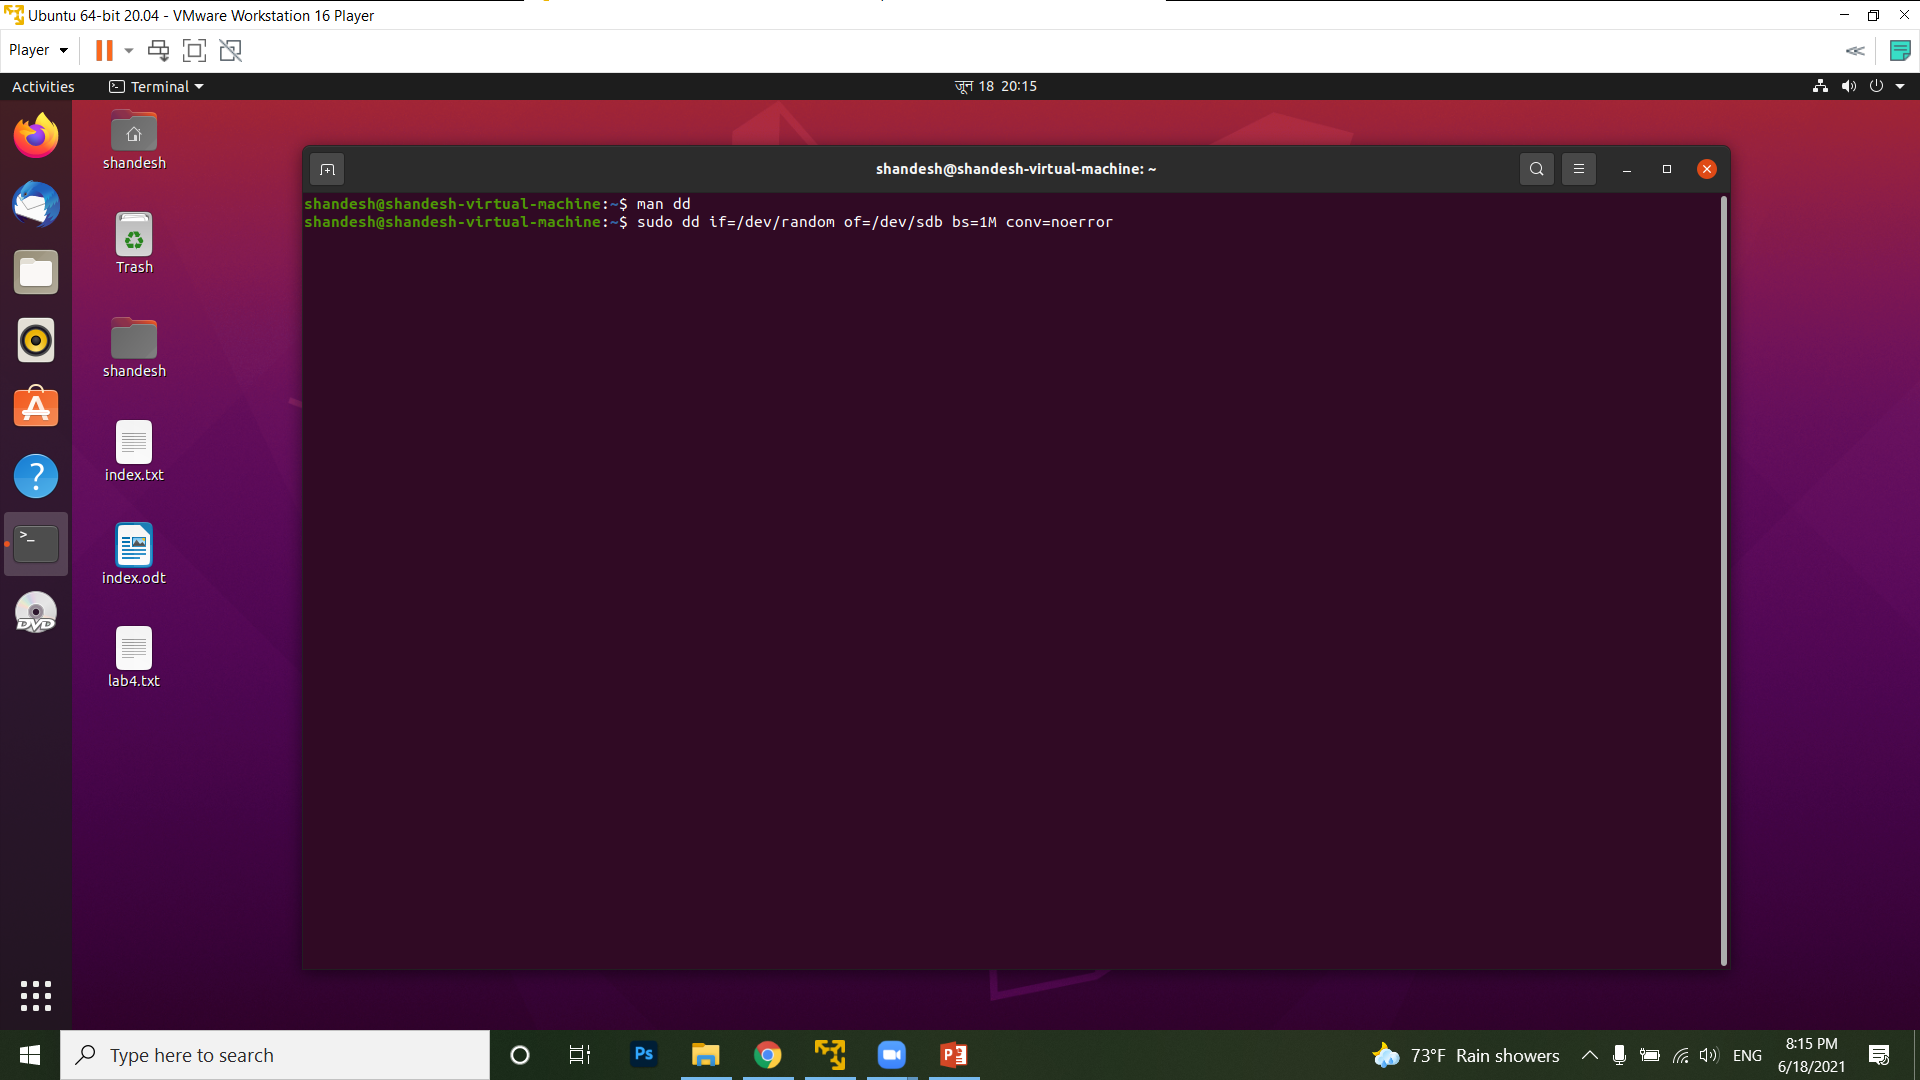 Ubuntu 64-bit 20.04 - VMware Workstation 16 Player
Player
Activities
Terminal
जून 18 20:15
shandesh
Trash
shandesh
index.txt
index.odt
lab4.txt
DVD
shandesh@shandesh-virtual-machine: ~
shandesh@shandesh-virtual-machine:~$ man dd
shandesh@shandesh-virtual-machine:~$ sudo dd if=/dev/random of=/dev/sdb bs=1M conv=noerror
Type here to search
Ps
73°F Rain showers
ENG
8:15 PM
6/18/2021